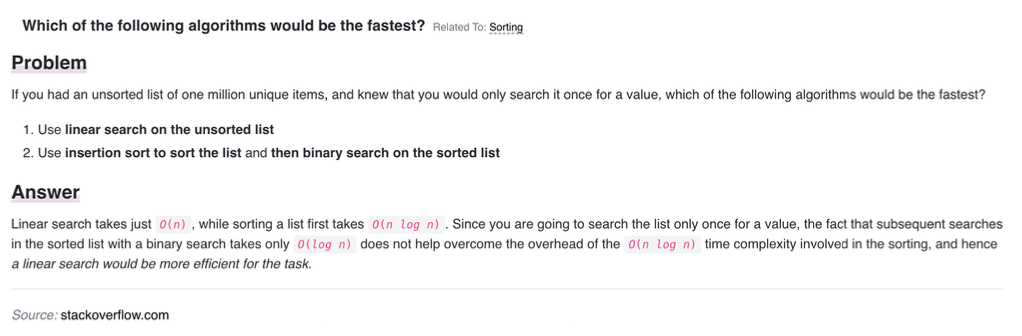 Which of the following algorithms would be the fastest? Related To: Sorting
Problem
If you had an unsorted list of one million unique items, and knew that you would only search it once for a value, which of the following algorithms would be the fastest?
1. Use linear search on the unsorted list
2. Use insertion sort to sort the list and then binary search on the sorted list
Answer
Linear search takes just O(n) , while sorting a list first takes O(n log n) . Since you are going to search the list only once for a value, the fact that subsequent searches
in the sorted list with a binary search takes only O(log n) does not help overcome the overhead of the O(n log n) time complexity involved in the sorting, and hence
a linear search would be more efficient for the task.
Source: stackoverflow.com